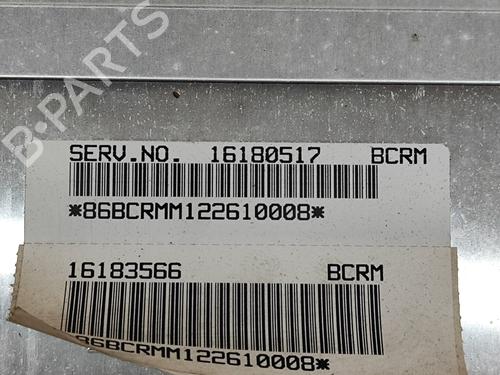 B-PARTS
SERV.NO. 16180517 BCRM
*86BCRMM122610008*
16183566 BCRM
86BCRMM122610008*